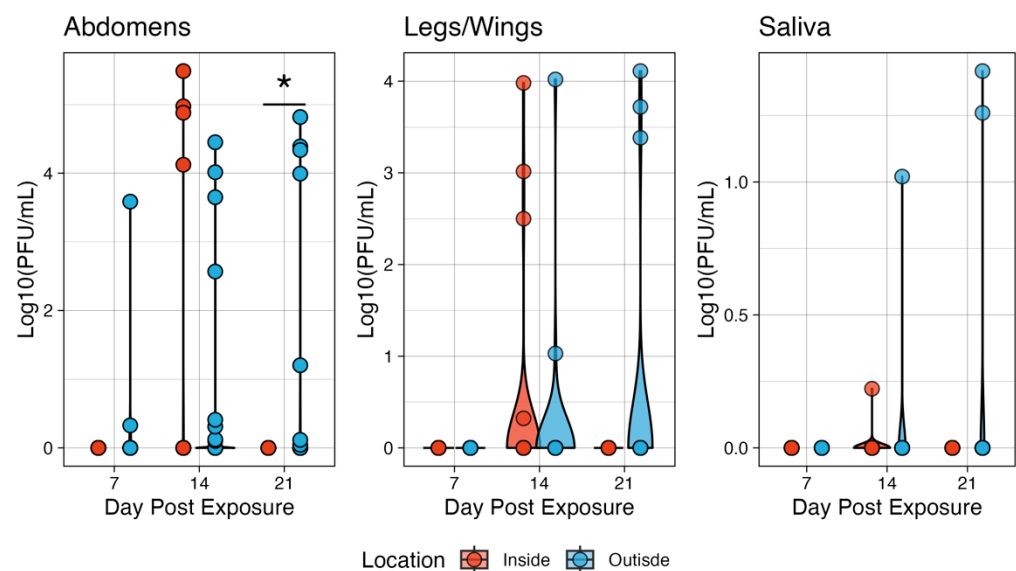 Abdomens
Legs/Wings
Saliva
*
Log10(PFU/mL)
4
2
0
7
14
21
Day Post Exposure
Log10(PFU/mL)
4
3
2
1
0
7
14
21
Day Post Exposure
Log10(PFU/mL)
1.0
0.5
0.0
7
14
21
Day Post Exposure
Location
Inside
Outisde